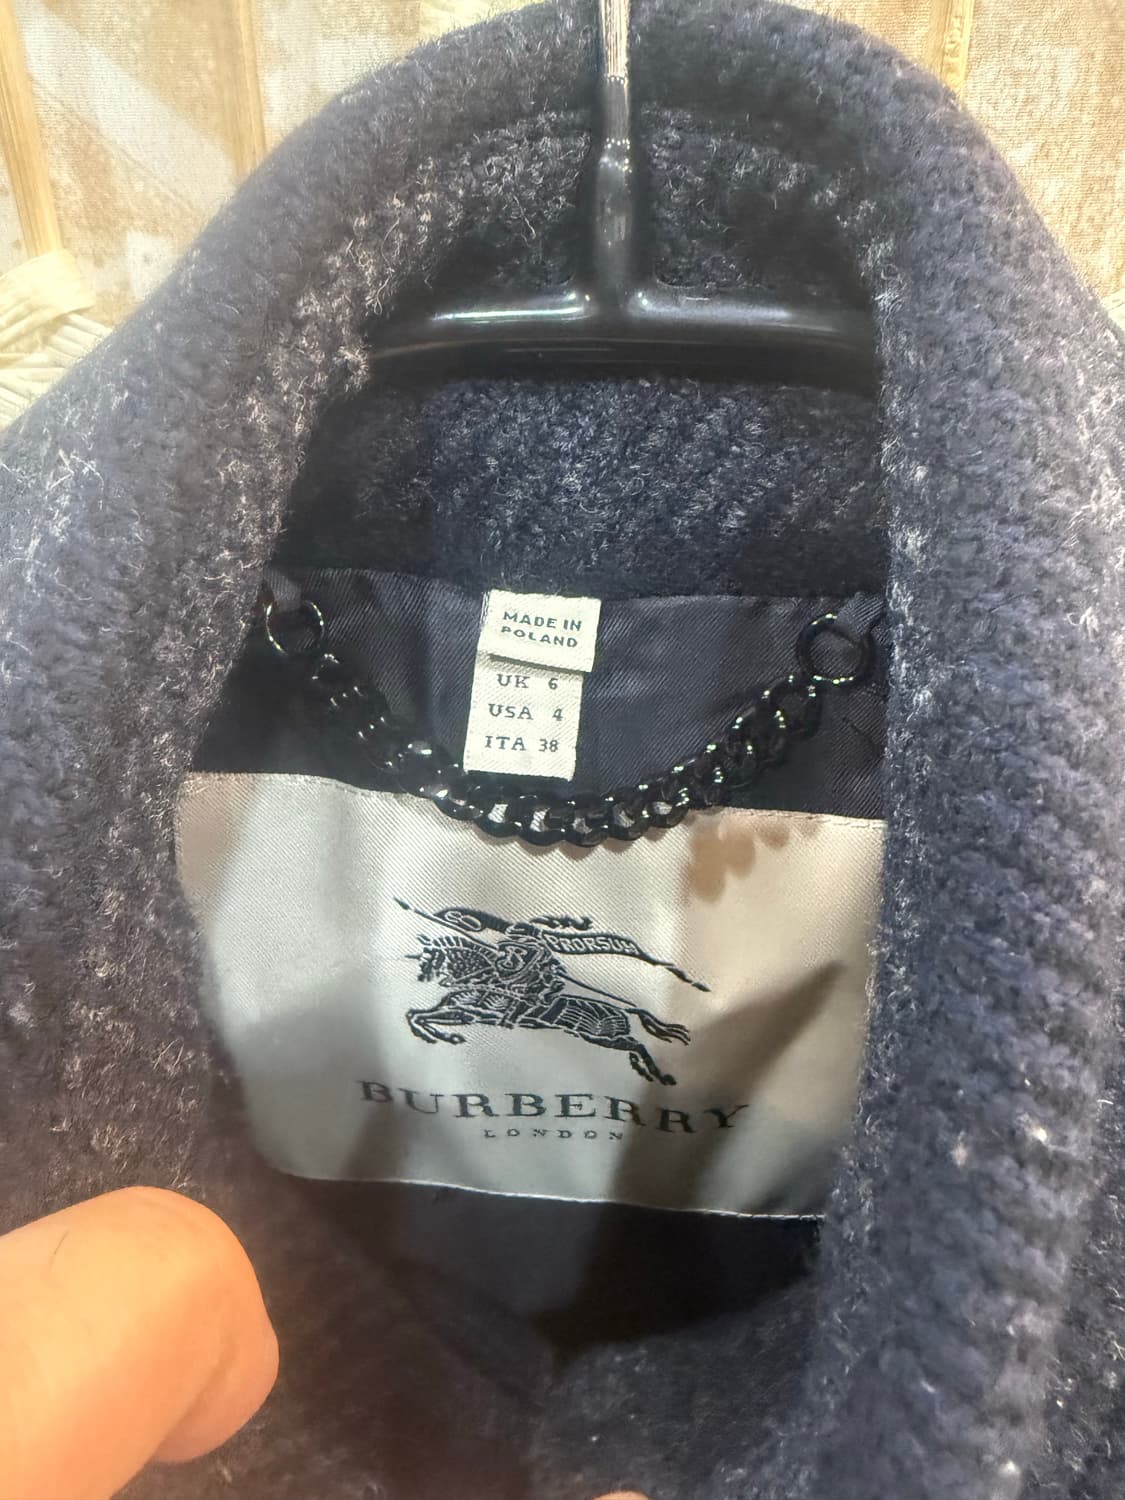 MADE IN
POLAND
UK 6
USA 4
ITA 38
PRORSUM
BURBERRY
LONDON